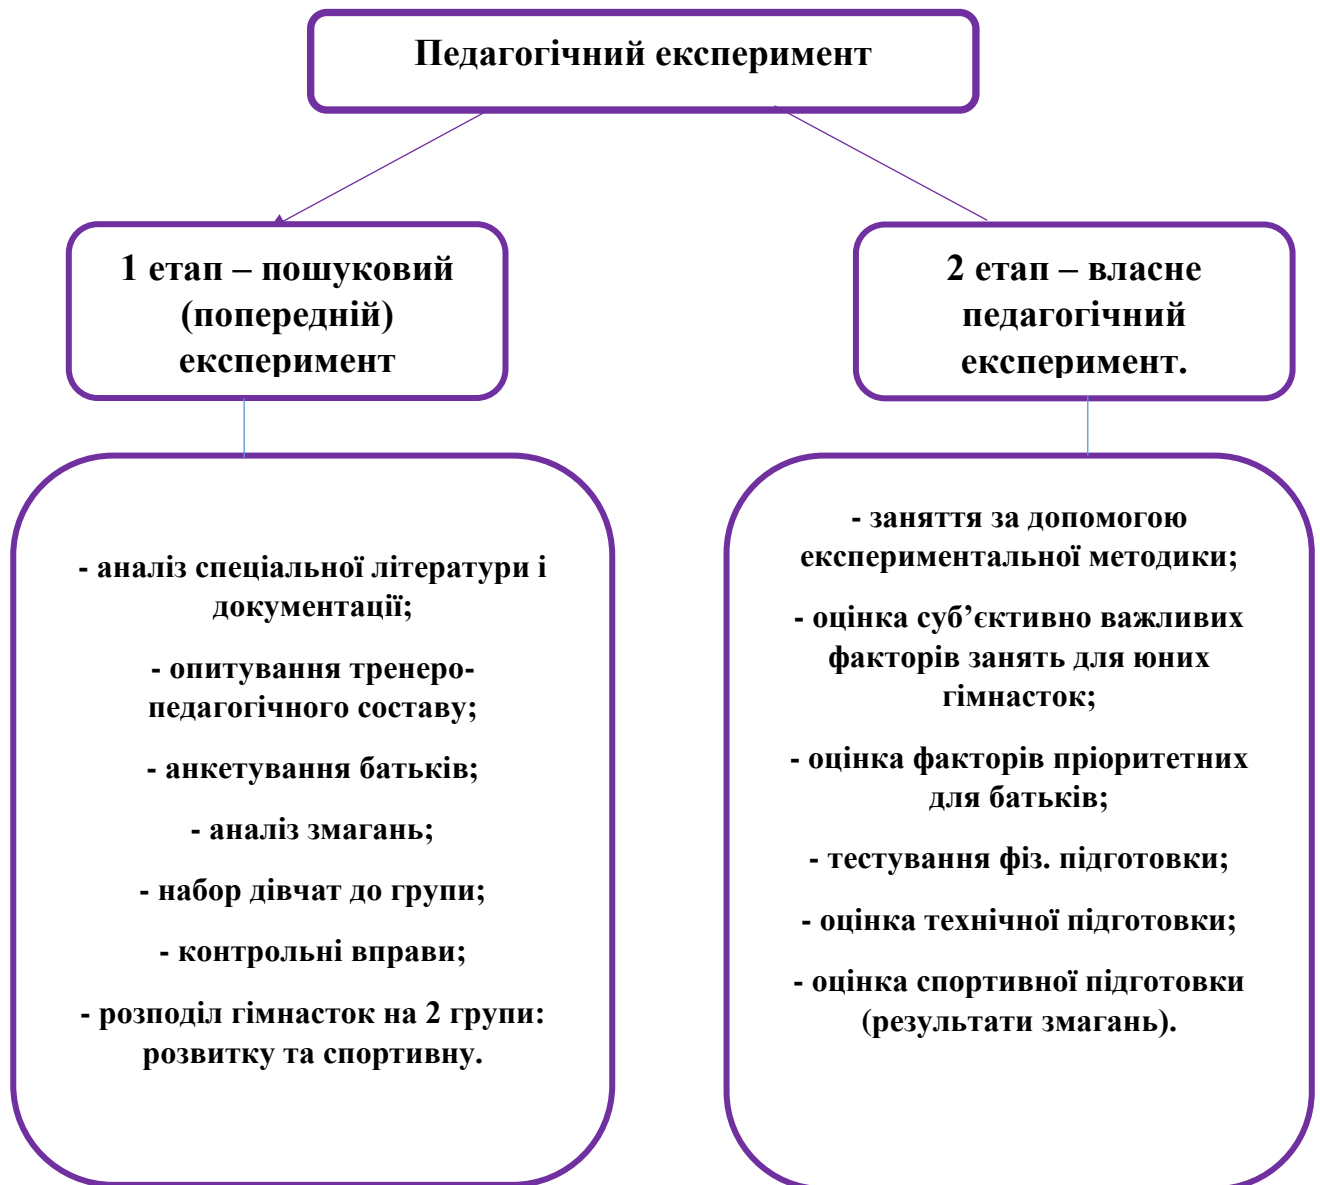 Педагогічний експеримент
1 етап – пошуковий
(попередній)
експеримент
2 етап – власне
педагогічний
експеримент.
- аналіз спеціальної літератури і
документації;
- опитування тренеро-
педагогічного составу;
- анкетування батьків;
- аналіз змагань;
- набор дівчат до групи;
- контрольні вправи;
- розподіл гімнасток на 2 групи:
розвитку та спортивну.
- заняття за допомогою
експериментальної методики;
- оцінка суб’єктивно важливих
факторів занять для юних
гімнасток;
- оцінка факторів пріоритетних
для батьків;
- тестування фіз. підготовки;
- оцінка технічної підготовки;
- оцінка спортивної підготовки
(результати змагань).